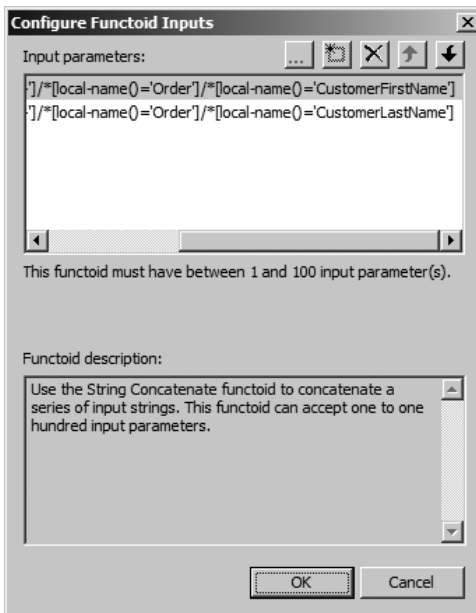 Configure Functoid Inputs
Input parameters:
...
']/*[local-name()='Order']/*[local-name()='CustomerFirstName']
']/*[local-name()='Order']/*[local-name()='CustomerLastName']
This functoid must have between 1 and 100 input parameter(s).
Functoid description:
Use the String Concatenate functoid to concatenate a
series of input strings. This functoid can accept one to one
hundred input parameters.
OK
Cancel